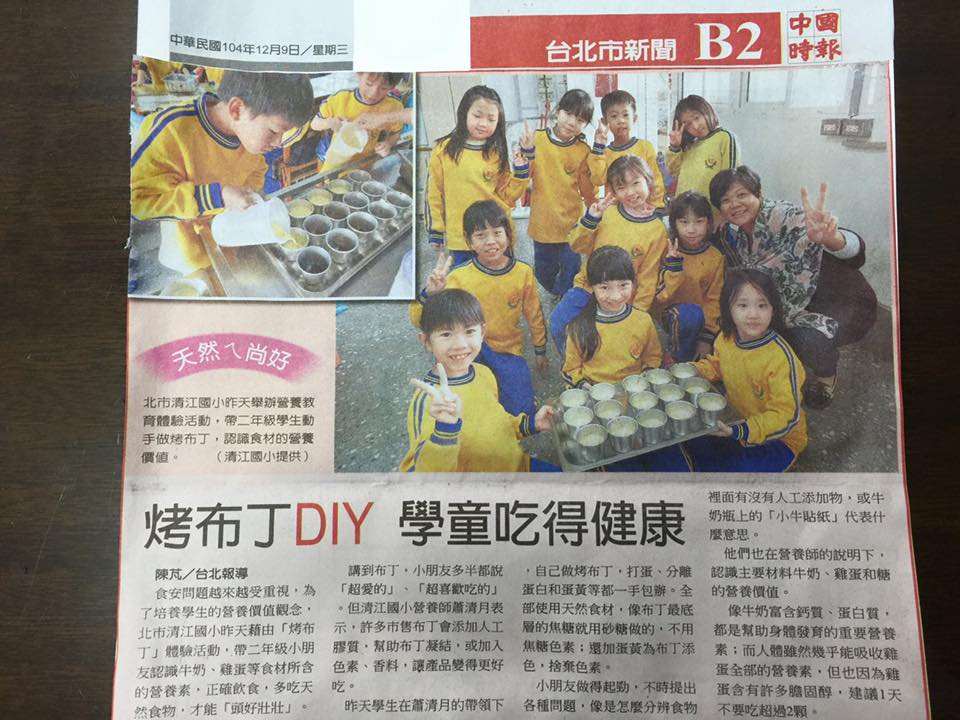 中華民國104年12月9日／星期三
台北市新聞 B2 中國時報
天然ㄟ尚好
北市清江國小昨天舉辦營養教
育體驗活動，帶二年級學生動
手做烤布丁，認識食材的營養
價值。　（清江國小提供）
烤布丁DIY 學童吃得健康
陳芃／台北報導
食安問題越來越受重視，為
了培養學生的營養價值觀念，
北市清江國小昨天藉由「烤布
丁」體驗活動，帶二年級小朋
友認識牛奶、雞蛋等食材所含
的營養素，正確飲食，多吃天
然食物，才能「頭好壯壯」。
講到布丁，小朋友多半都說
「超愛的」、「超喜歡吃的」
。但清江國小營養師蕭清月表
示，許多市售布丁會添加人工
膠質，幫助布丁凝結，或加入
色素、香料，讓產品變得更好
吃。
昨天學生在蕭清月的帶領下
，自己做烤布丁，打蛋、分離
蛋白和蛋黃等都一手包辦。全
部使用天然食材，像布丁最底
層的焦糖就用砂糖做的，不用
焦糖色素；還加蛋黃為布丁添
色，捨棄色素。
小朋友做得起勁，不時提出
各種問題，像是怎麼分辨食物
裡面有沒有人工添加物，或牛
奶瓶上的「小牛貼紙」代表什
麼意思。
他們也在營養師的說明下，
認識主要材料牛奶、雞蛋和糖
的營養價值。
像牛奶富含鈣質、蛋白質，
都是幫助身體發育的重要營養
素；而人體雖然幾乎能吸收雞
蛋全部的營養素，但也因為雞
蛋含有許多膽固醇，建議1天
不要吃超過2顆。